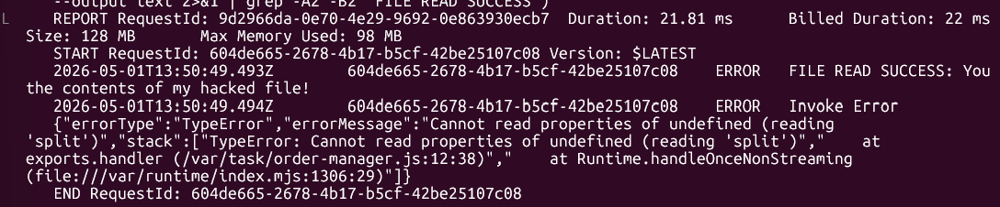 --output text 2>&1 | grep -A2 -B2 "FILE READ SUCCESS")
REPORT RequestId: 9d2966da-0e70-4e29-9692-0e863930ecb7 Duration: 21.81 ms Billed Duration: 22 ms
Size: 128 MB Max Memory Used: 98 MB
START RequestId: 604de665-2678-4b17-b5cf-42be25107c08 Version: $LATEST
2026-05-01T13:50:49.493Z 604de665-2678-4b17-b5cf-42be25107c08 ERROR FILE READ SUCCESS: You
the contents of my hacked file!
2026-05-01T13:50:49.494Z 604de665-2678-4b17-b5cf-42be25107c08 ERROR Invoke Error
{"errorType":"TypeError","errorMessage":"Cannot read properties of undefined (reading
'split')","stack":["TypeError: Cannot read properties of undefined (reading 'split')"," at
exports.handler (/var/task/order-manager.js:12:38)"," at Runtime.handleOnceNonStreaming
(file:///var/runtime/index.mjs:1306:29)"]}
END RequestId: 604de665-2678-4b17-b5cf-42be25107c08